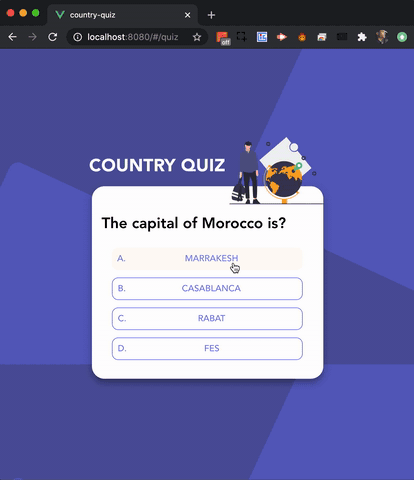 country-quiz
localhost:8080/#/quiz
off
COUNTRY QUIZ
The capital of Morocco is?
A. MARRAKESH
B. CASABLANCA
C. RABAT
D. FES